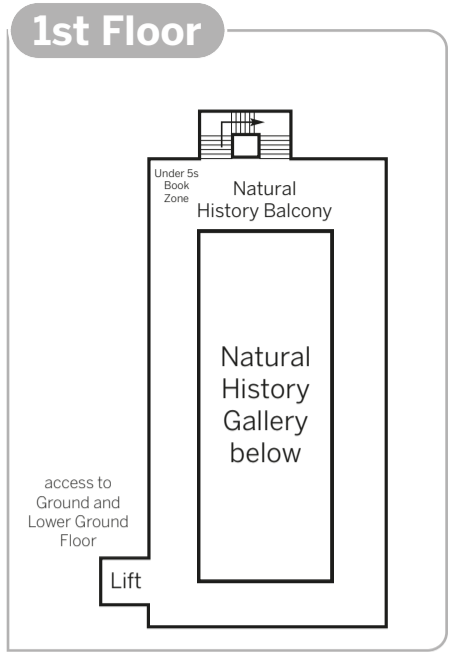 1st Floor
Under 5s
Book
Zone
Natural
History Balcony
Natural
History
Gallery
below
access to
Ground and
Lower Ground
Floor
Lift